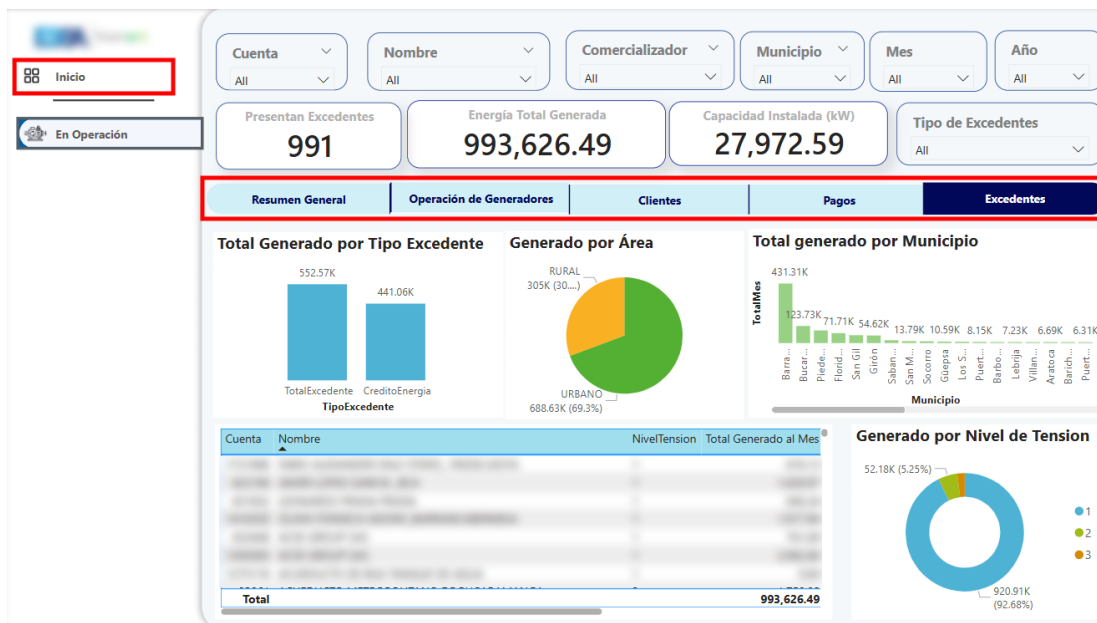 Inicio
En Operación
Cuenta
All
Nombre
All
Comercializador
All
Municipio
All
Mes
All
Año
All
Presentan Excedentes
991
Energía Total Generada
993,626.49
Capacidad Instalada (kW)
27,972.59
Tipo de Excedentes
All
Resumen General
Operación de Generadores
Clientes
Pagos
Excedentes
Total Generado por Tipo Excedente
552.57K
441.06K
TotalExcedente
CreditoEnergia
TipoExcedente
Generado por Área
RURAL
305K (30....)
URBANO
688.63K (69.3%)
Total generado por Municipio
TotalMes
431.31K
123.73K
71.71K
54.62K
13.79K
10.59K
8.15K
7.23K
6.69K
6.31K
Barra...
Bucar...
Piede...
Florid...
San Gil
Girón
Saban...
San M...
Socorro
Güepsa
Los S...
Puert...
Barbo...
Lebrija
Villan...
Aratoca
Barich...
Puert...
Municipio
Cuenta
Nombre
NivelTension
Total Generado al Mes
Total
993,626.49
Generado por Nivel de Tension
52.18K (5.25%)
920.91K
(92.68%)
1
2
3